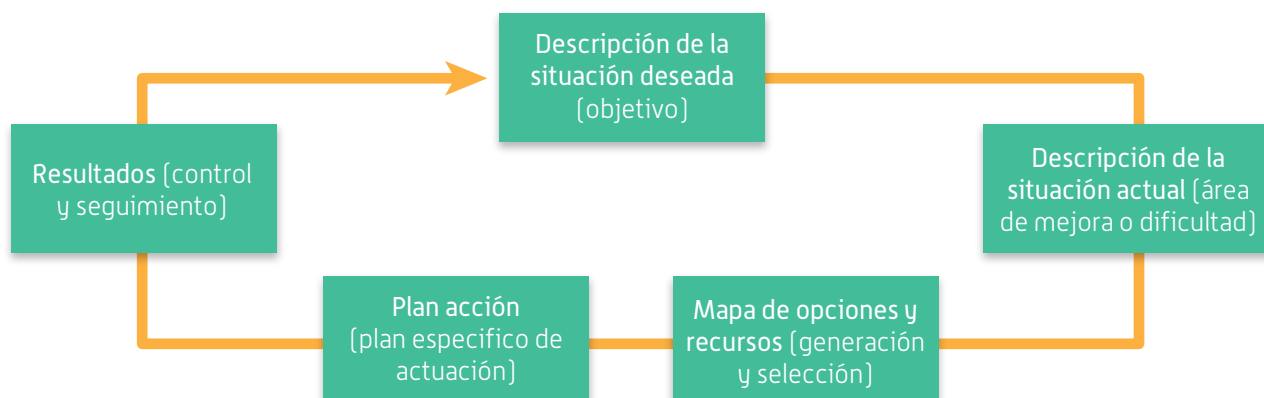 Descripción de la
situación deseada
(objetivo)
Descripción de la
situación actual (área
de mejora o dificultad)
Mapa de opciones y
recursos (generación
y selección)
Plan acción
(plan especifico de
actuación)
Resultados (control
y seguimiento)